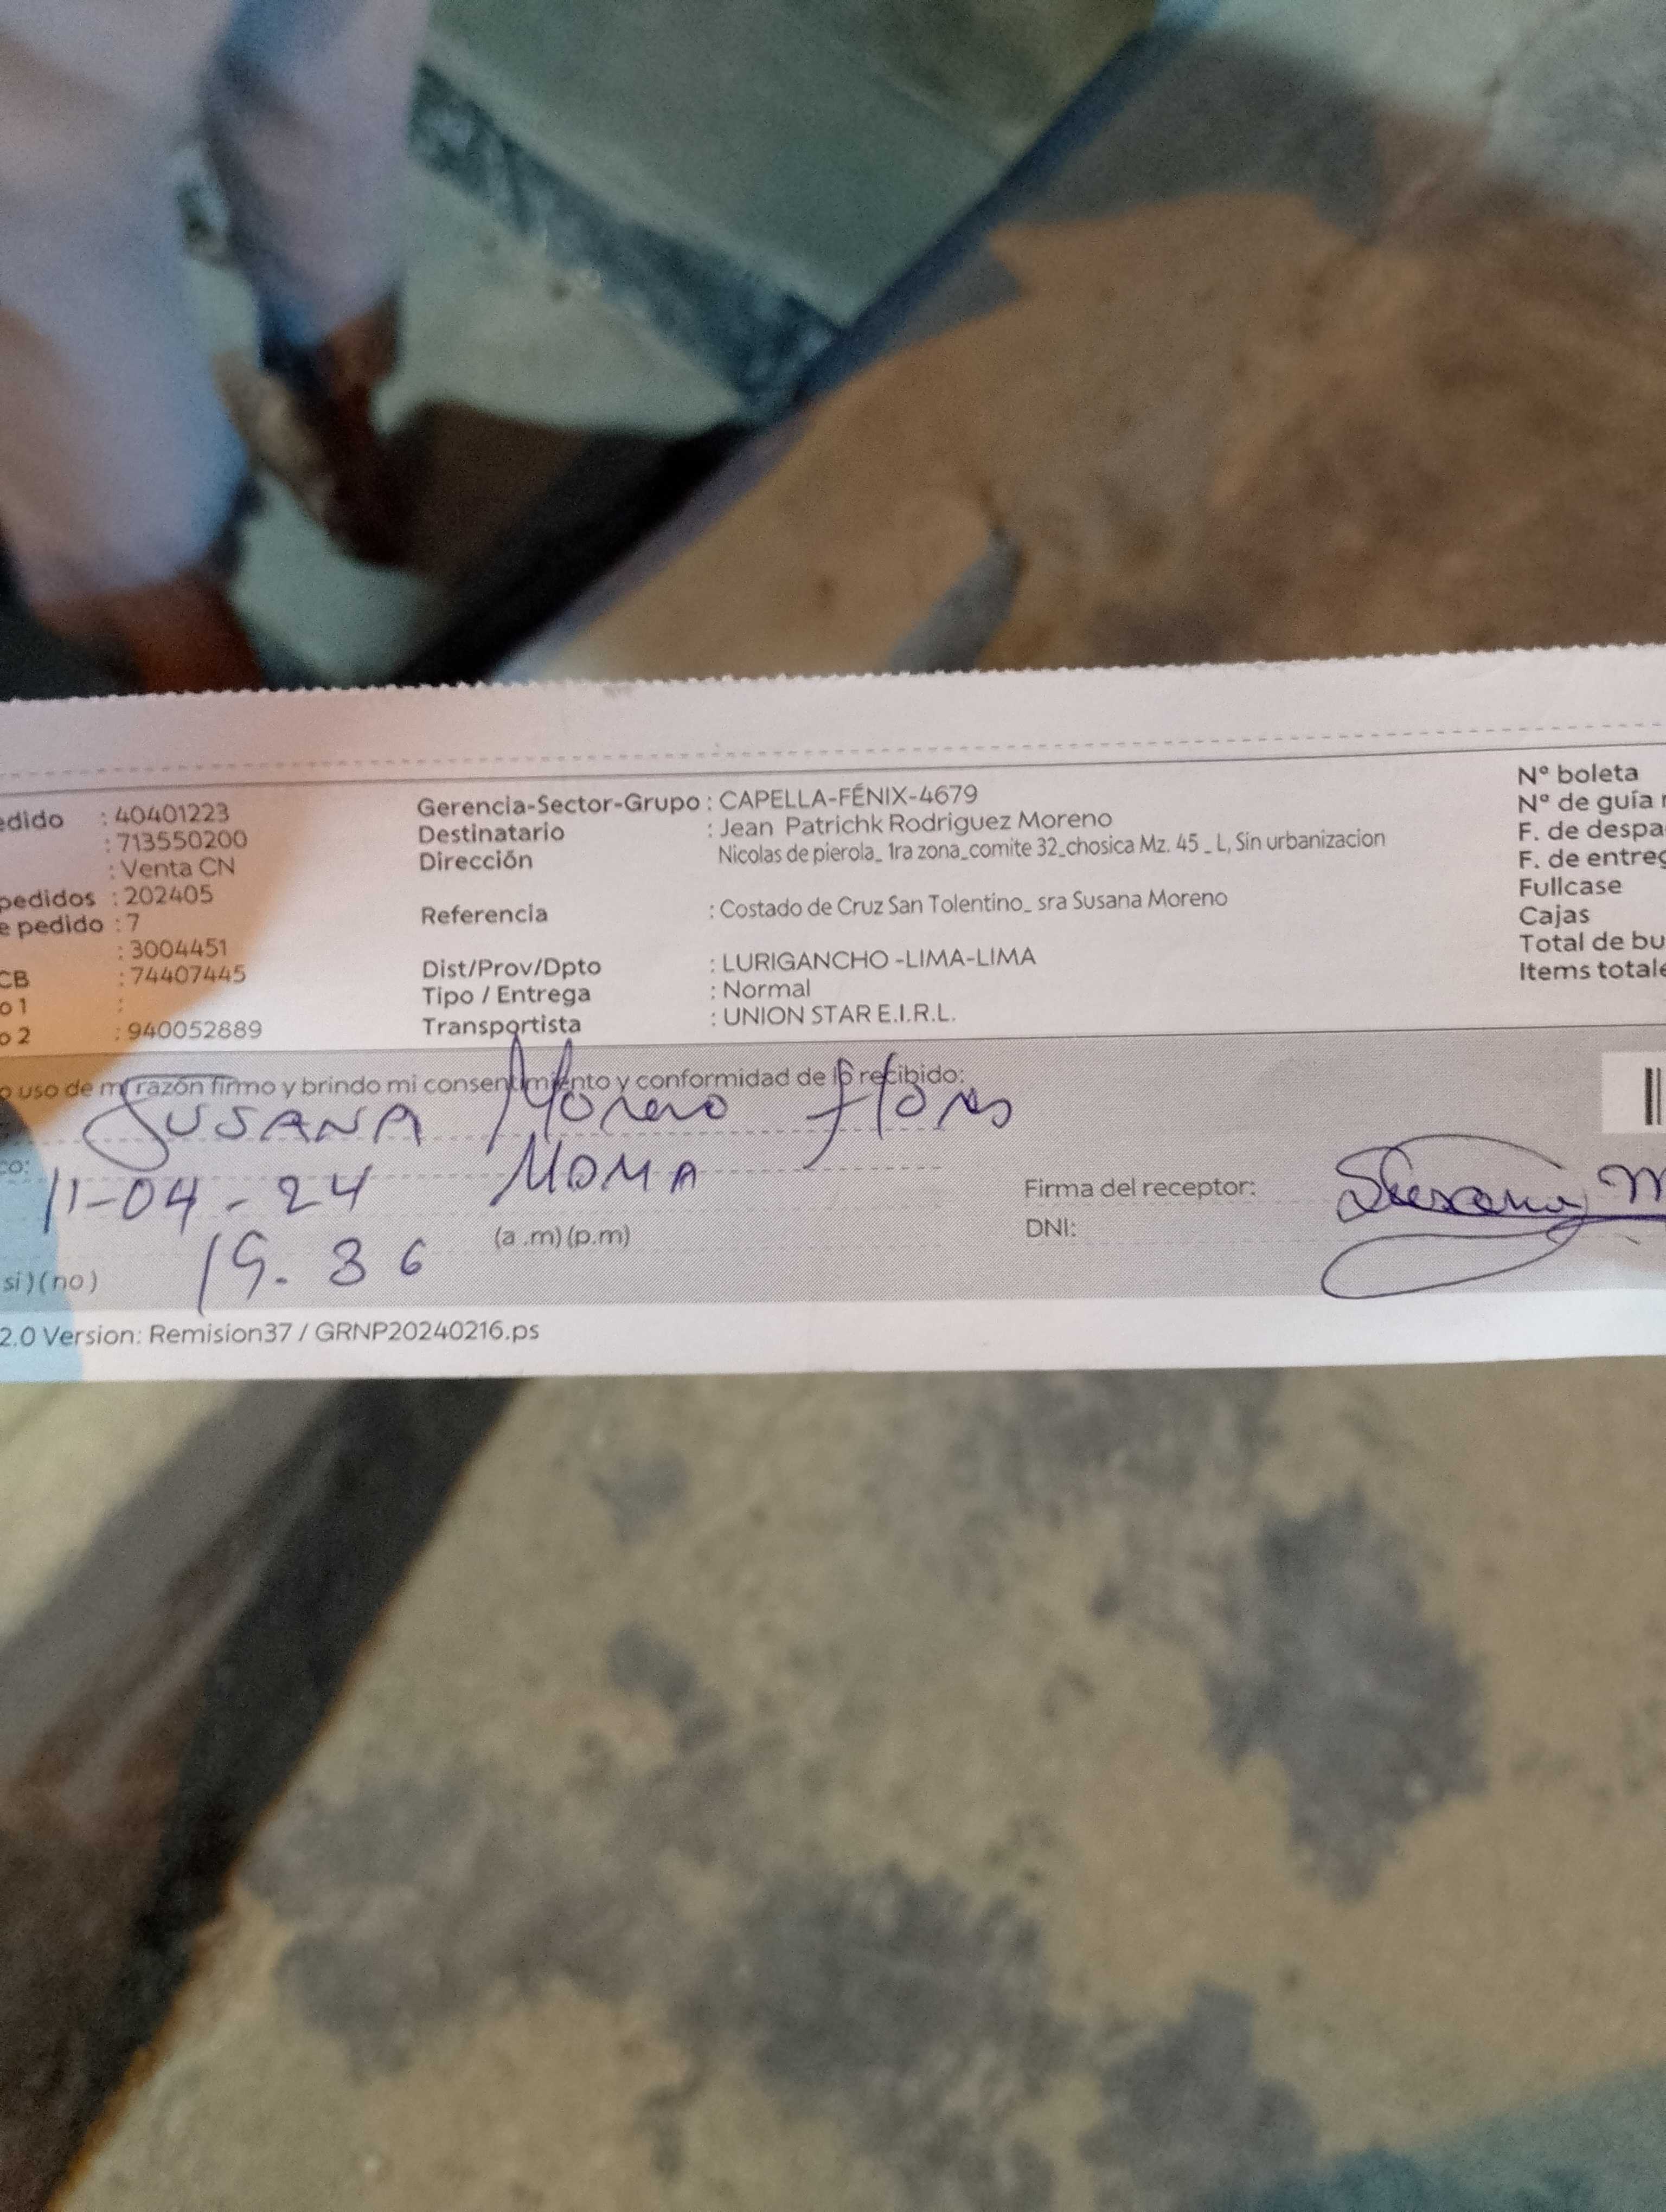 edido : 40401223
: 713550200
: Venta CN
pedidos : 202405
e pedido : 7
: 3004451
CB : 74407445
o 1 :
o 2 : 940052889
Gerencia-Sector-Grupo : CAPELLA-FÉNIX-4679
Destinatario : Jean Patrichk Rodriguez Moreno
Dirección Nicolas de pierola_ 1ra zona_comite 32_chosica Mz. 45 _ L, Sin urbanizacion
Referencia : Costado de Cruz San Tolentino_ sra Susana Moreno
Dist/Prov/Dpto : LURIGANCHO -LIMA-LIMA
Tipo / Entrega : Normal
Transportista : UNION STAR E.I.R.L.
Nº boleta
Nº de guía r
F. de despa
F. de entreg
Fullcase
Cajas
Total de bu
Items totale
o uso de mi razón firmo y brindo mi consentimiento y conformidad de lo recibido:
SUSANA Moreno Flores
co: MOMA
11-04-24
19.36 (a .m) (p.m)
si) (no)
Firma del receptor: Susana M
DNI:
2.0 Version: Remision37 / GRNP20240216.ps